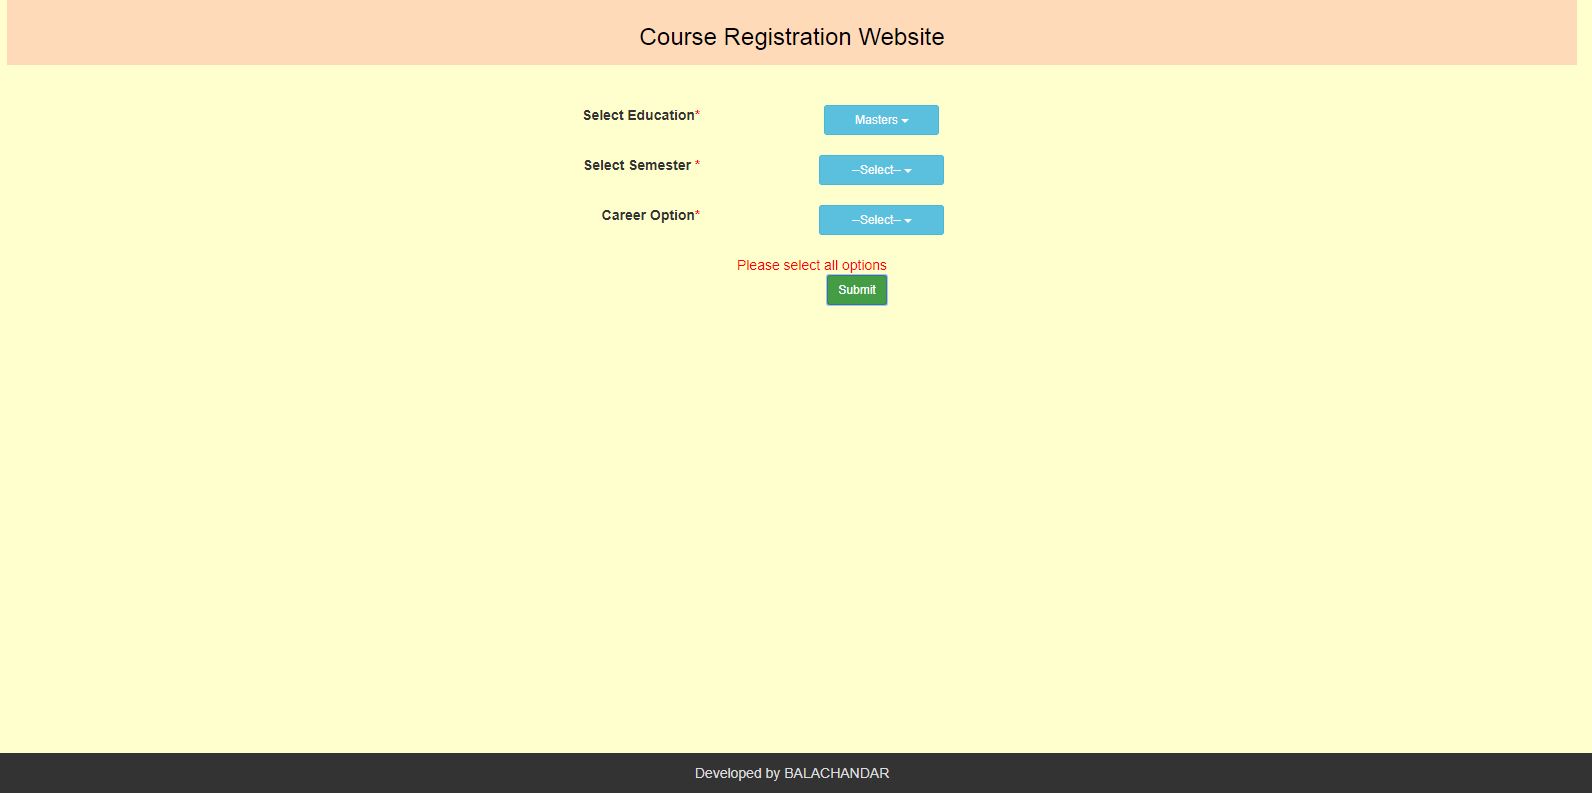 Course Registration Website
Select Education* Masters
Select Semester * --Select--
Career Option* --Select--
Please select all options
Submit
Developed by BALACHANDAR